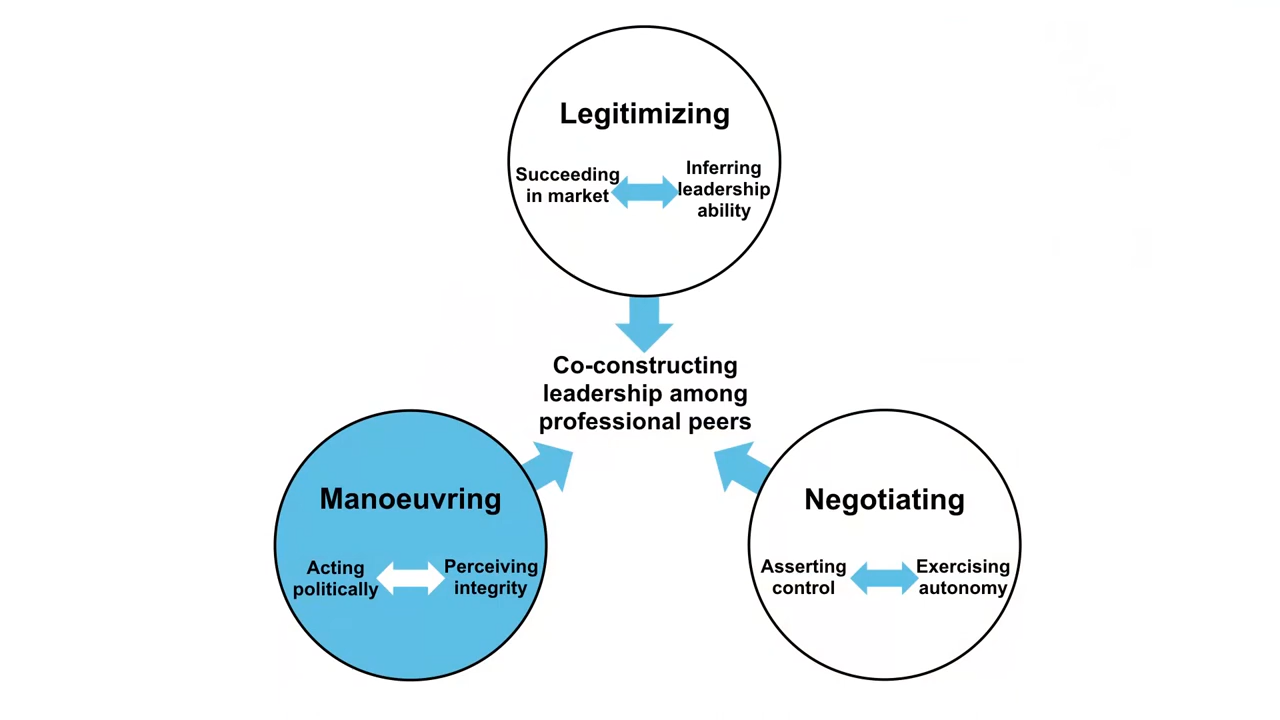 Legitimizing
Succeeding
in market
Inferring
leadership
ability
Co-constructing
leadership among
professional peers
Manoeuvring
Acting
politically
Perceiving
integrity
Negotiating
Asserting
control
Exercising
autonomy